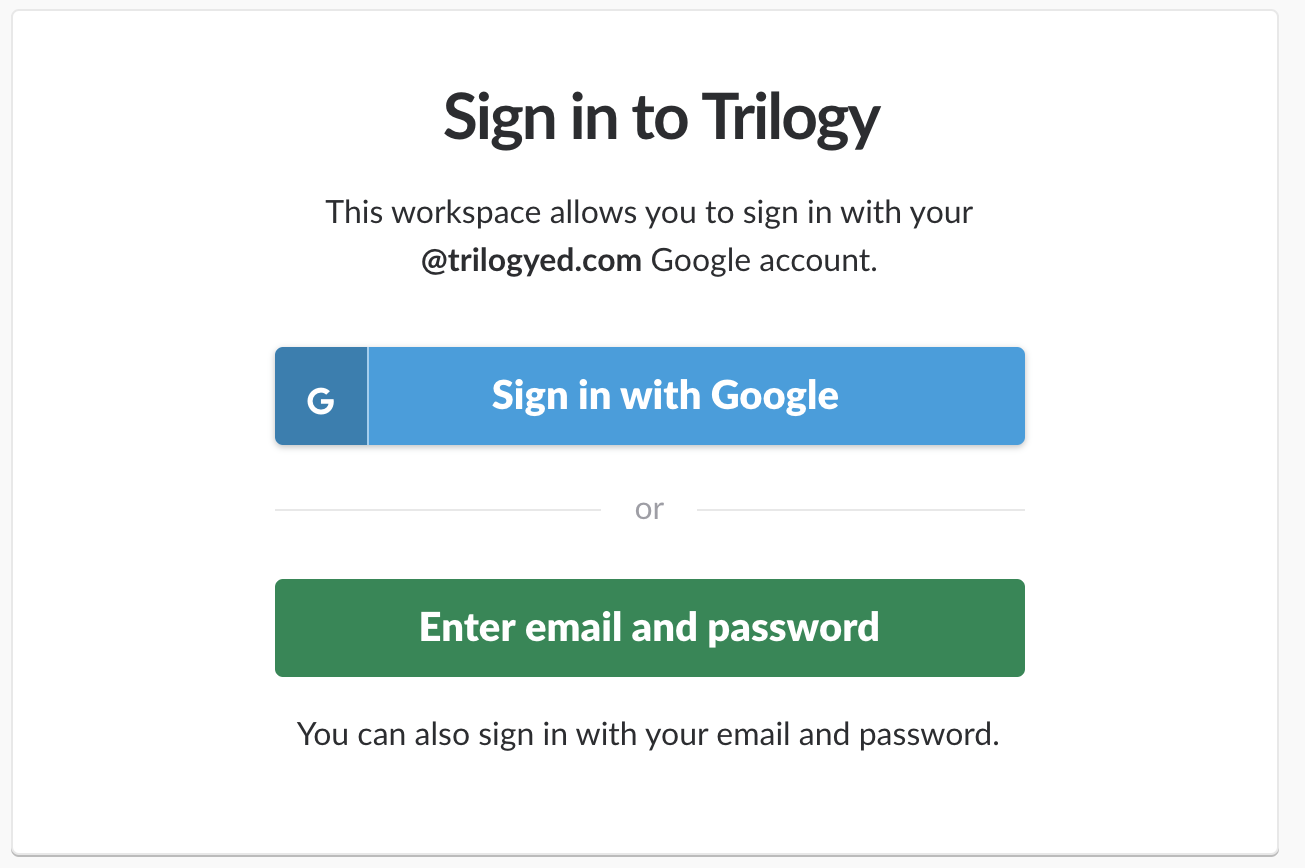 Sign in to Trilogy
This workspace allows you to sign in with your
@trilogyed.com Google account.
G
Sign in with Google
or
Enter email and password
You can also sign in with your email and password.